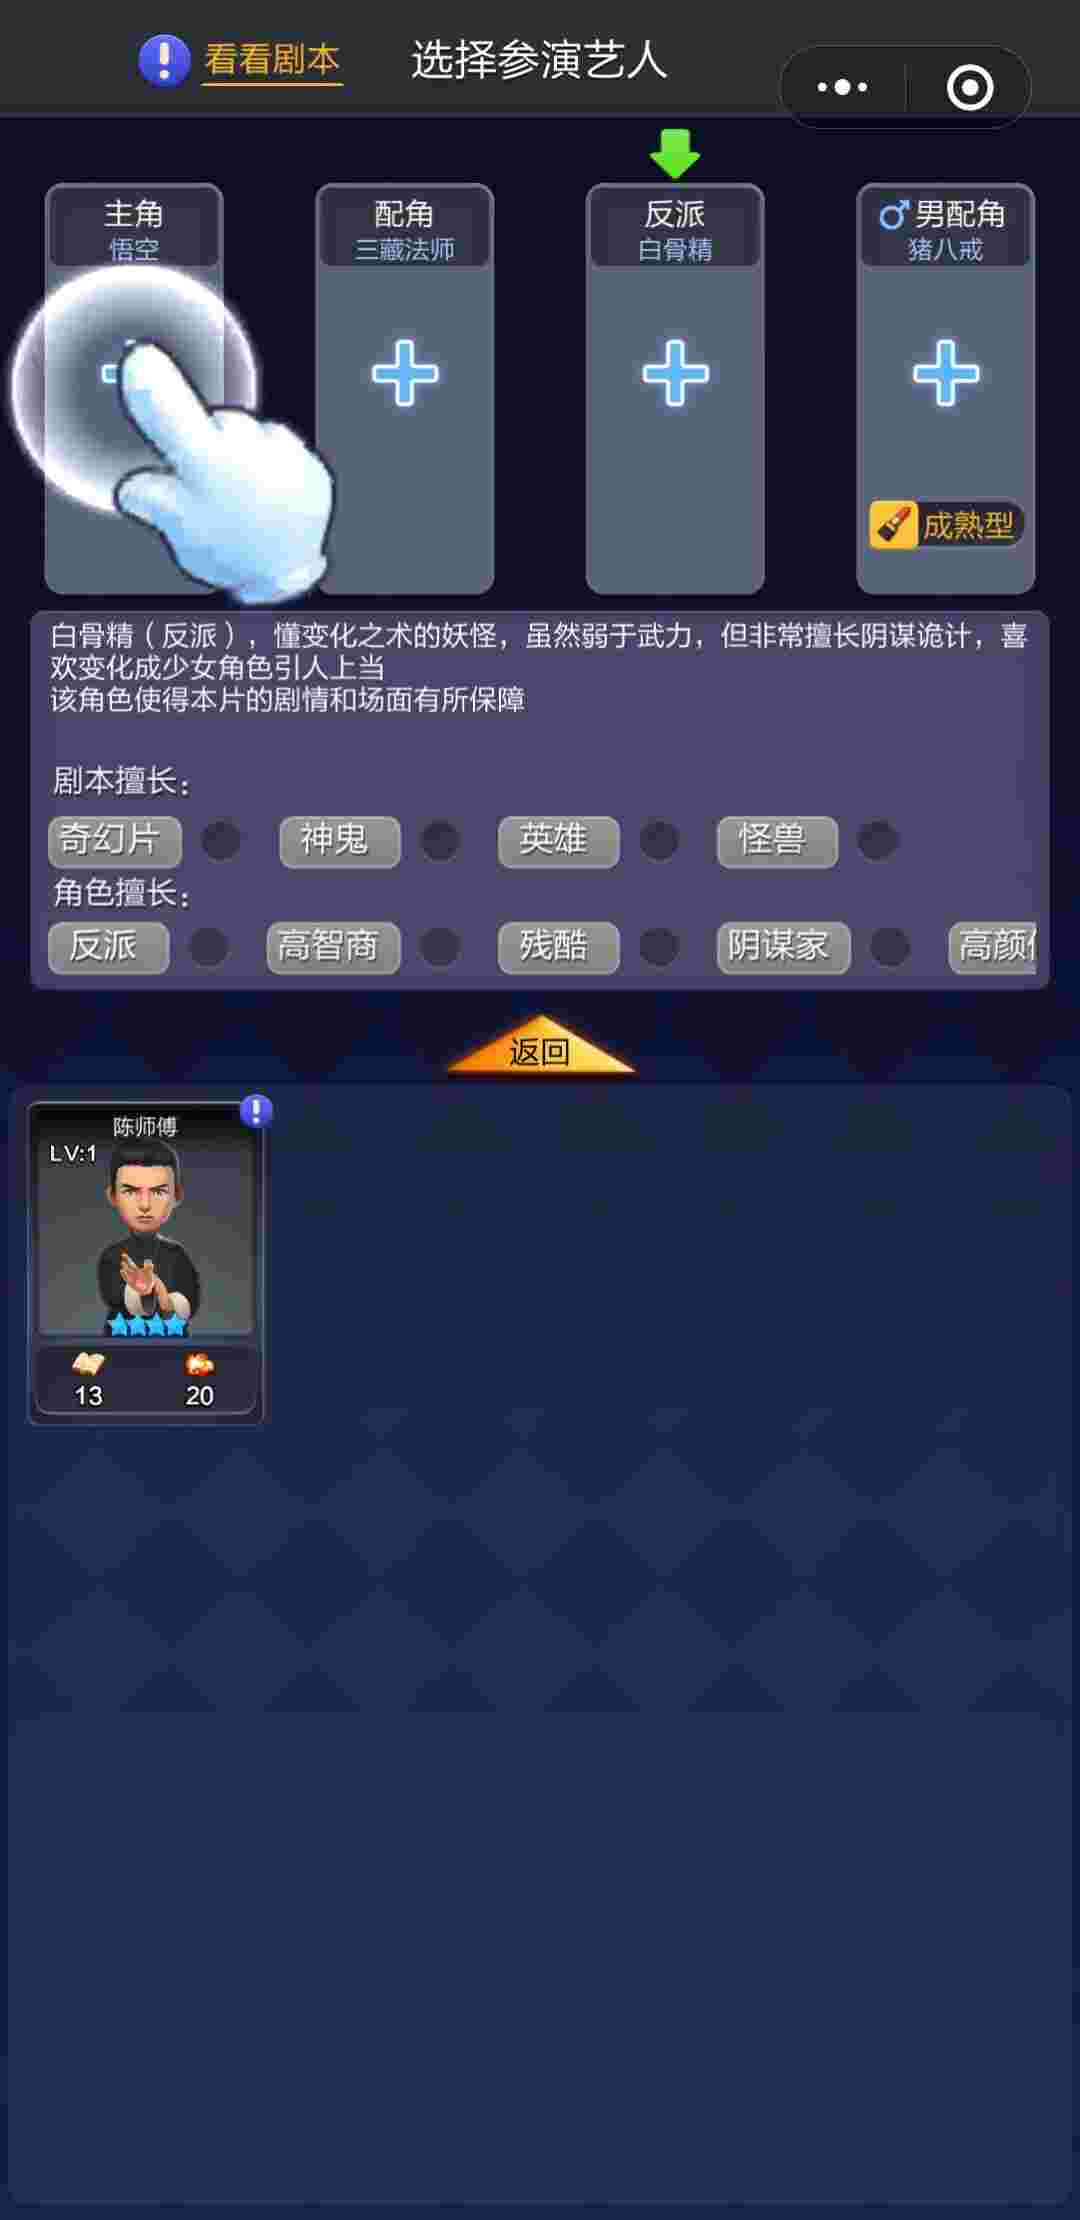 看看剧本
选择参演艺人
主角
悟空
配角
三藏法师
反派
白骨精
男配角
猪八戒
成熟型
白骨精（反派），懂变化之术的妖怪，虽然弱于武力，但非常擅长阴谋诡计，喜
欢变化成少女角色引人上当
该角色使得本片的剧情和场面有所保障
剧本擅长：
奇幻片 神鬼 英雄 怪兽
角色擅长：
反派 高智商 残酷 阴谋家 高颜
返回
陈师傅
LV:1
13 20